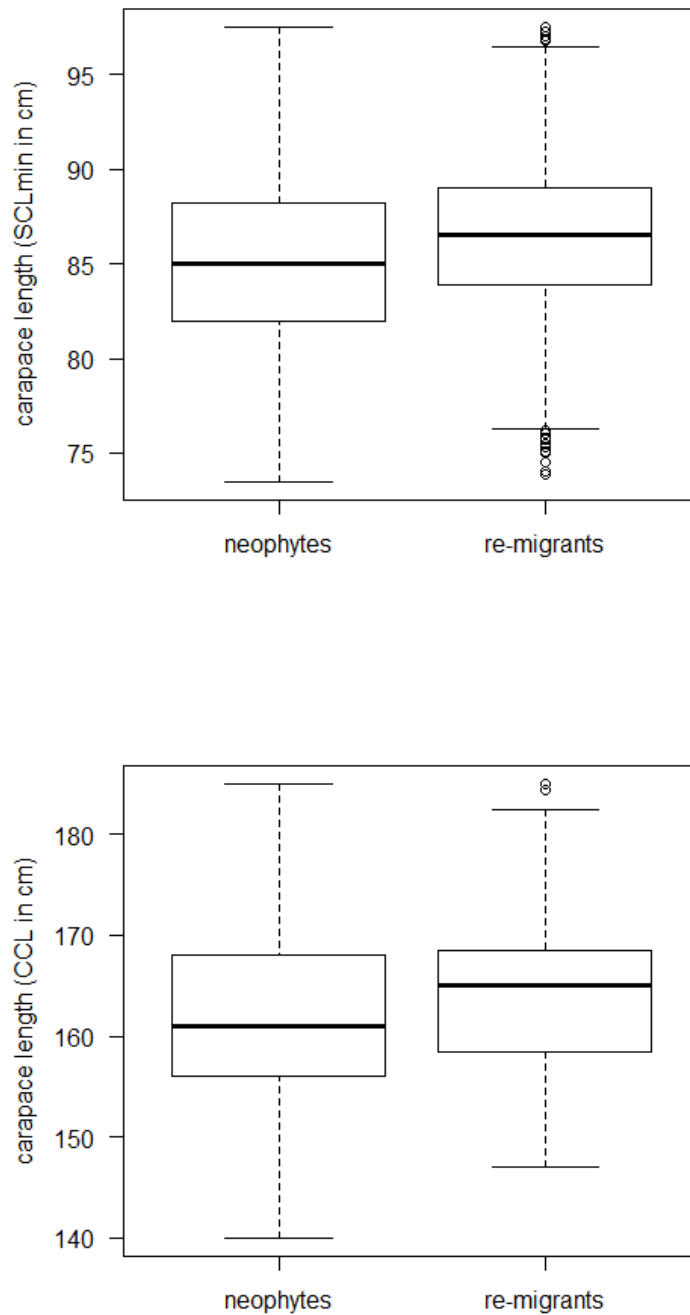 carapace length (SCLmin in cm)
95
90
85
80
75
neophytes re-migrants
carapace length (CCL in cm)
180
170
160
150
140
neophytes re-migrants